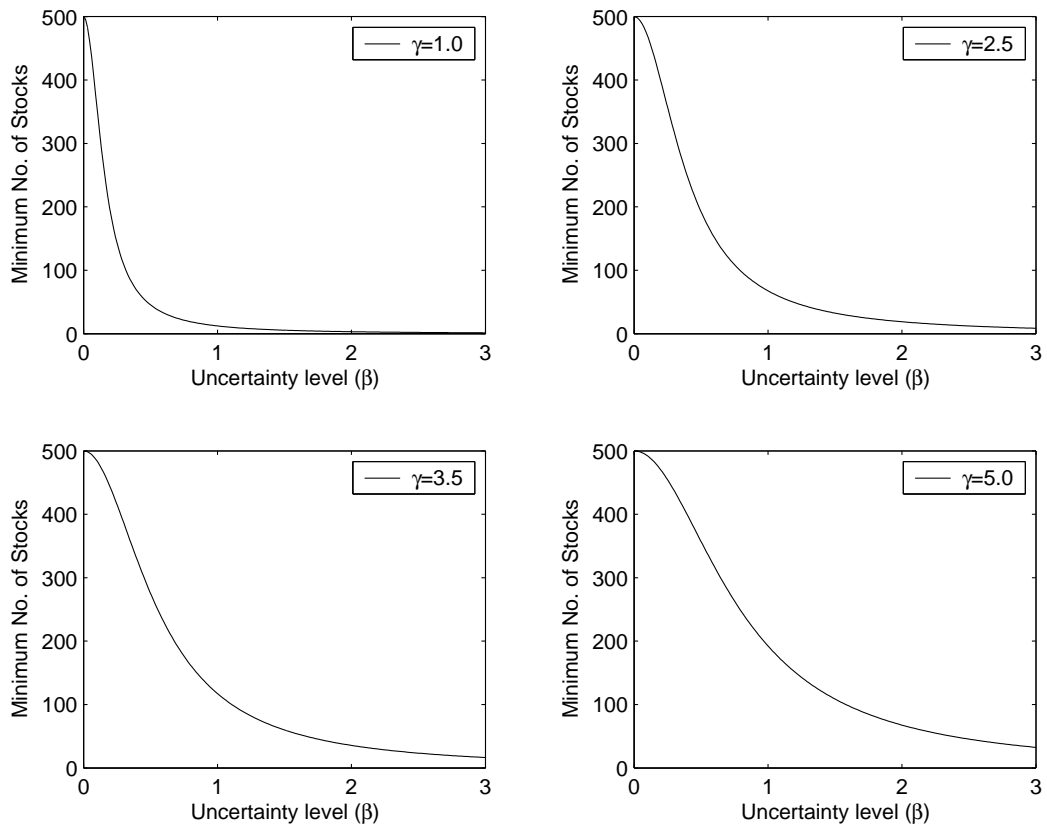 500
400
300
200
100
0
Minimum No. of Stocks
γ=1.0
0 1 2 3
Uncertainty level (β)
500
400
300
200
100
0
Minimum No. of Stocks
γ=2.5
0 1 2 3
Uncertainty level (β)
500
400
300
200
100
0
Minimum No. of Stocks
γ=3.5
0 1 2 3
Uncertainty level (β)
500
400
300
200
100
0
Minimum No. of Stocks
γ=5.0
0 1 2 3
Uncertainty level (β)